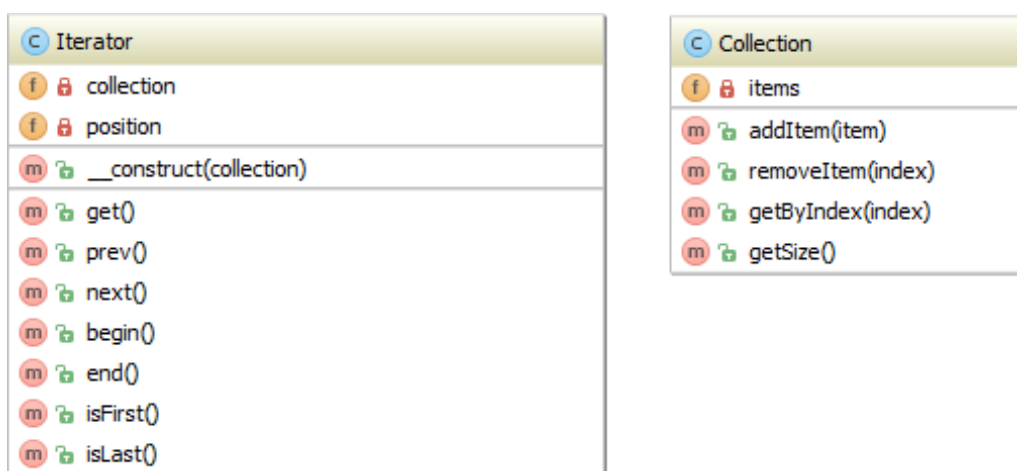 C Iterator
f collection
f position
m __construct(collection)
m get()
m prev()
m next()
m begin()
m end()
m isFirst()
m isLast()
C Collection
f items
m addItem(item)
m removeItem(index)
m getByIndex(index)
m getSize()